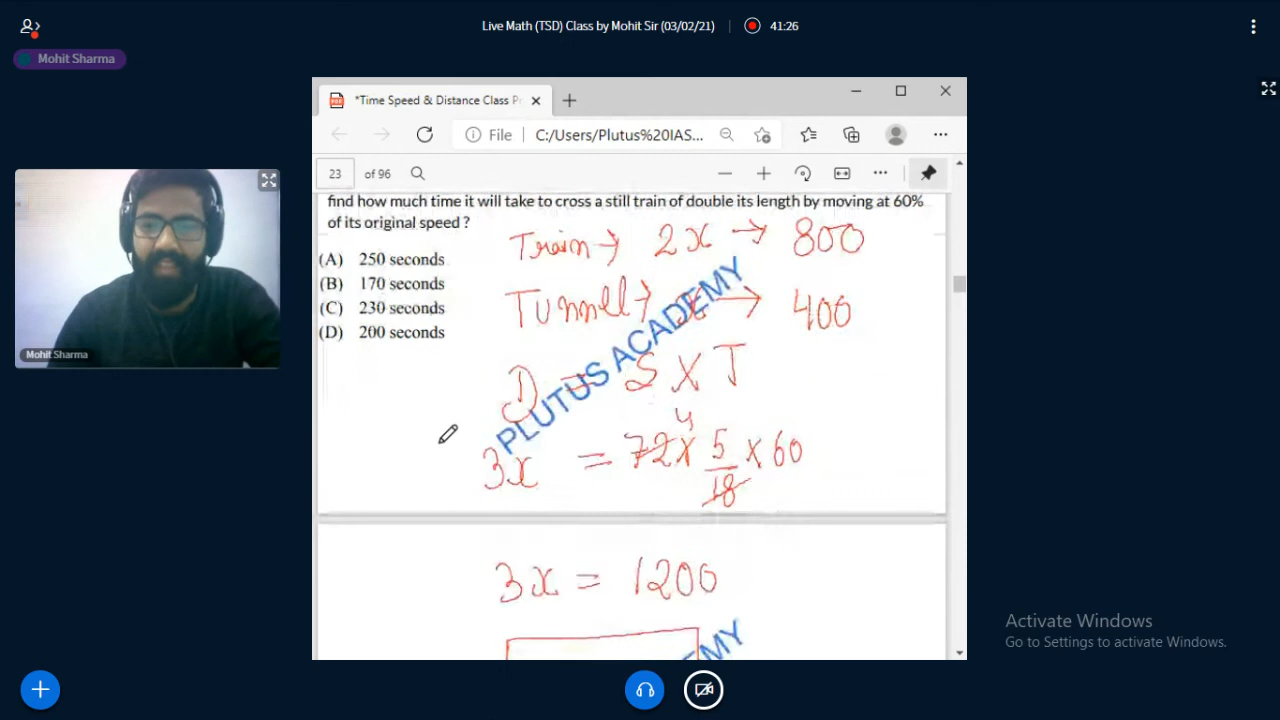 Live Math (TSD) Class by Mohit Sir (03/02/21)
41:26
Mohit Sharma
*Time Speed & Distance Class Pr
File
C:/Users/Plutus%20IAS...
23
of 96
find how much time it will take to cross a still train of double its length by moving at 60%
of its original speed ?
(A) 250 seconds
(B) 170 seconds
(C) 230 seconds
(D) 200 seconds
Train → 2x → 800
Tunnel → x → 400
PLUTUS ACADEMY
D = S X T
4
3x = 72 x 5/18 x 60
3x = 1200
EMY
Mohit Sharma
Activate Windows
Go to Settings to activate Windows.